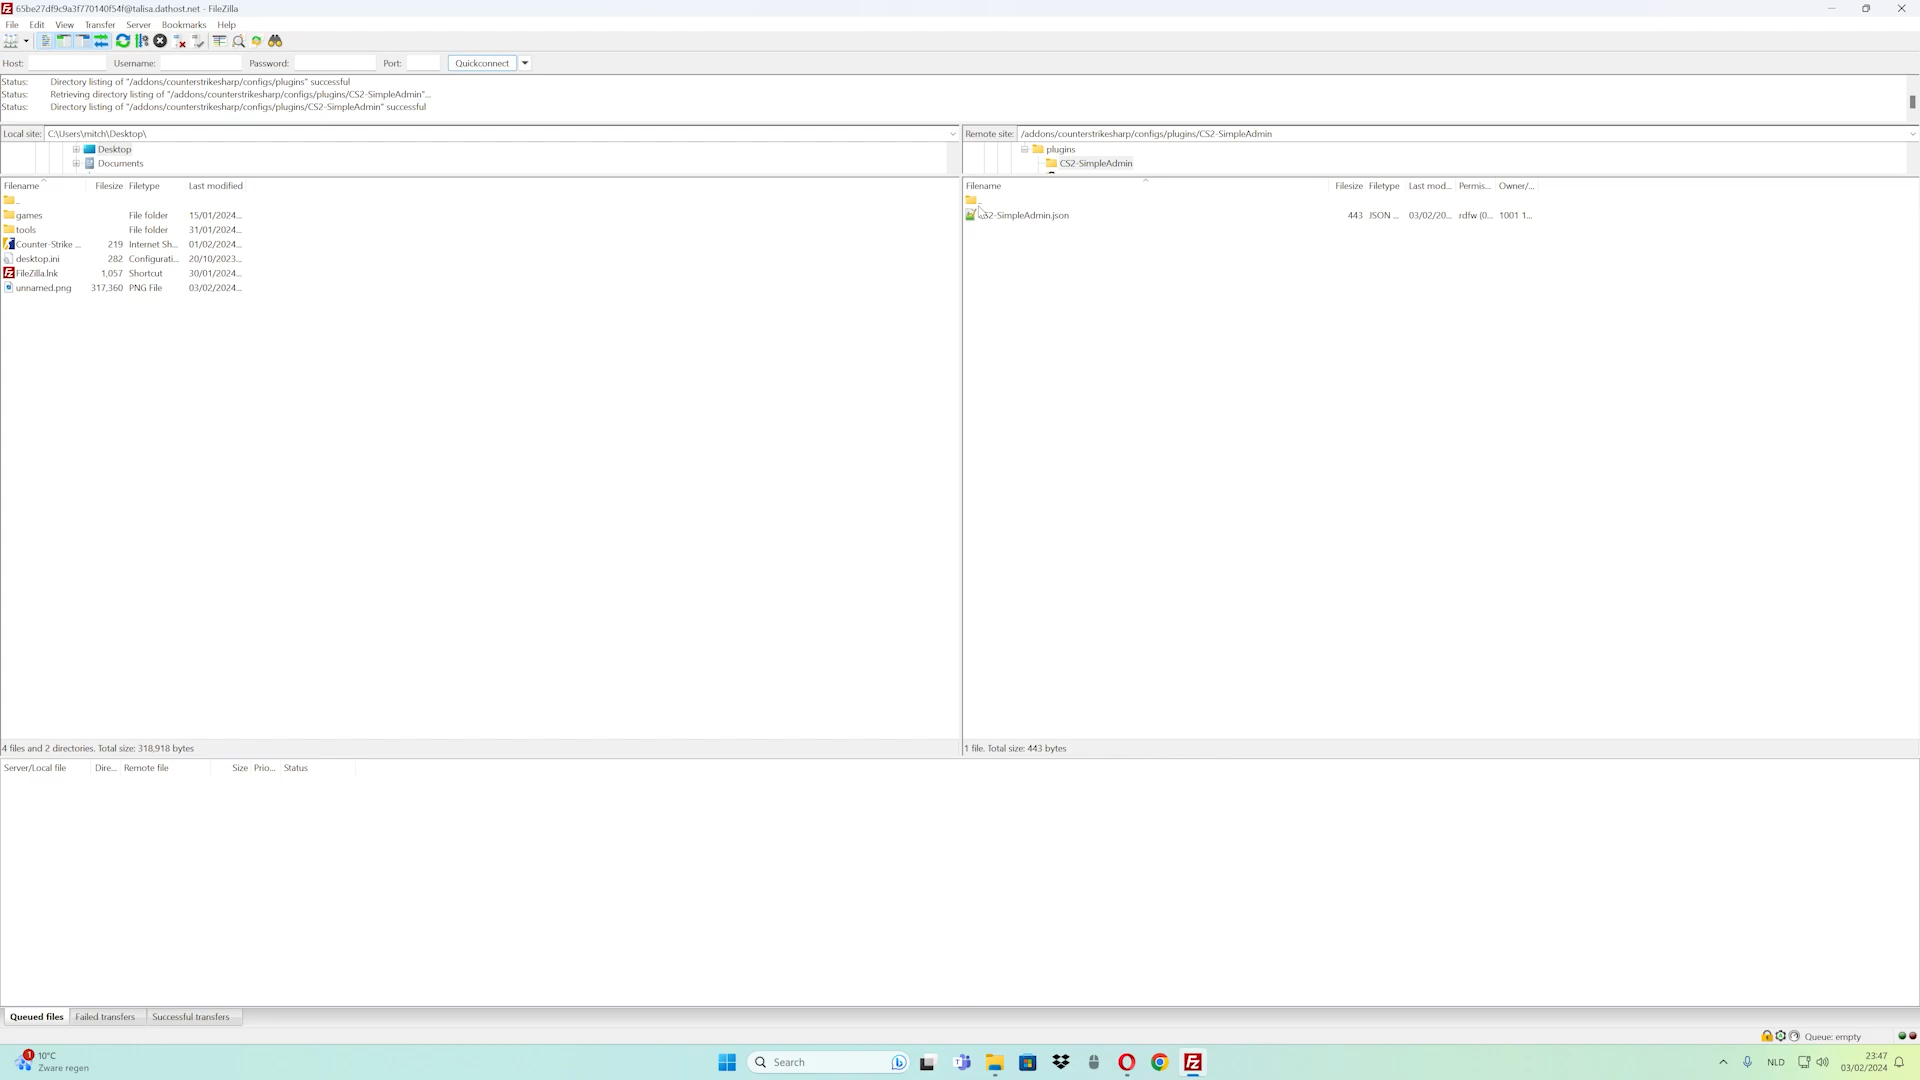 65be27df9c9a3f770140f54f@talisa.dathost.net - FileZilla
File Edit View Transfer Server Bookmarks Help
Host: Username: Password: Port: Quickconnect
Status: Directory listing of "/addons/counterstrikesharp/configs/plugins" successful
Status: Retrieving directory listing of "/addons/counterstrikesharp/configs/plugins/CS2-SimpleAdmin"...
Status: Directory listing of "/addons/counterstrikesharp/configs/plugins/CS2-SimpleAdmin" successful
Local site: C:\Users\mitch\Desktop\
Desktop
Documents
Filename Filesize Filetype Last modified
..
games File folder 15/01/2024...
tools File folder 31/01/2024...
Counter-Strike ... 219 Internet Sh... 01/02/2024...
desktop.ini 282 Configurati... 20/10/2023...
FileZilla.lnk 1,057 Shortcut 30/01/2024...
unnamed.png 317,360 PNG File 03/02/2024...
4 files and 2 directories. Total size: 318,918 bytes
Remote site: /addons/counterstrikesharp/configs/plugins/CS2-SimpleAdmin
plugins
CS2-SimpleAdmin
Filename Filesize Filetype Last mod... Permis... Owner/...
..
CS2-SimpleAdmin.json 443 JSON ... 03/02/20... rdfw (0... 1001 1...
1 file. Total size: 443 bytes
Server/Local file Dire... Remote file Size Prio... Status
Queued files Failed transfers Successful transfers
Queue: empty
1
10°C
Zware regen
Search
NLD
23:47
03/02/2024